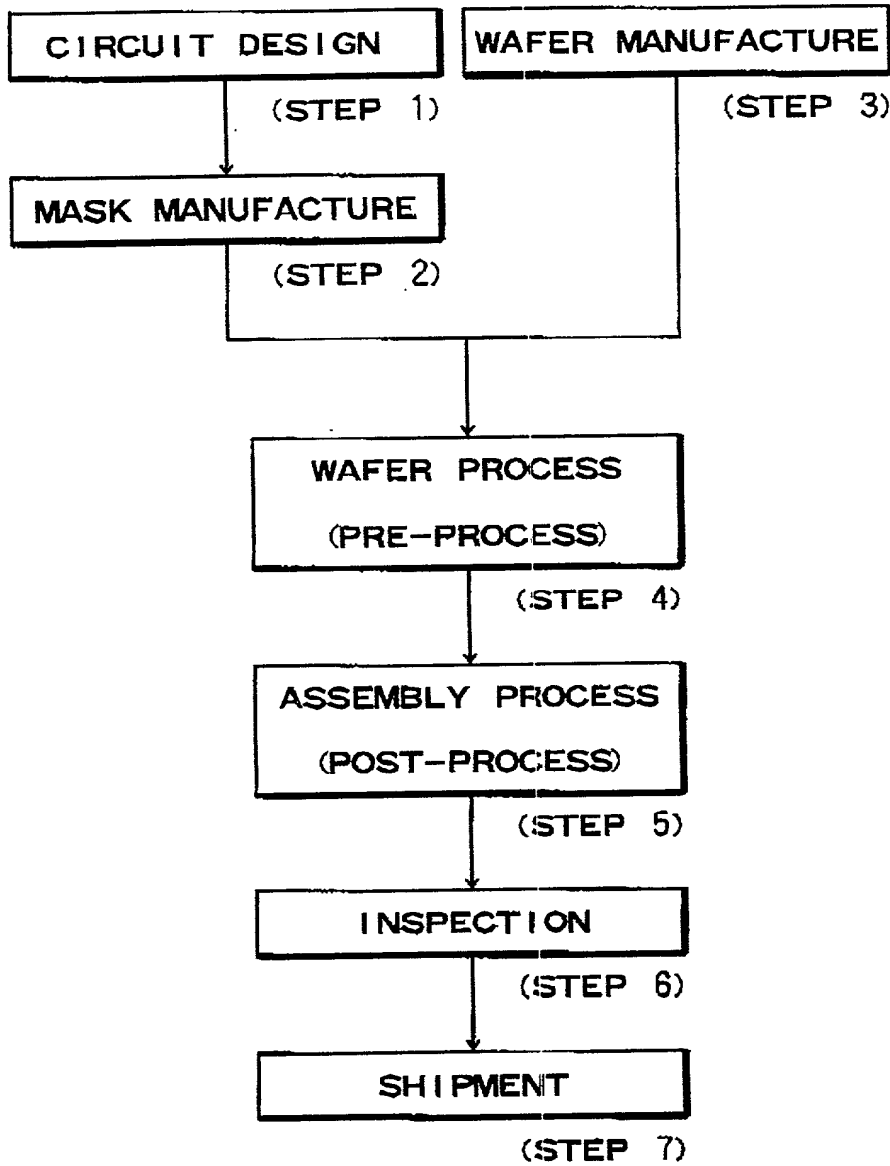 CIRCUIT DESIGN
(STEP 1)
WAFER MANUFACTURE
(STEP 3)
MASK MANUFACTURE
(STEP 2)
WAFER PROCESS
(PRE-PROCESS)
(STEP 4)
ASSEMBLY PROCESS
(POST-PROCESS)
(STEP 5)
INSPECTION
(STEP 6)
SHIPMENT
(STEP 7)